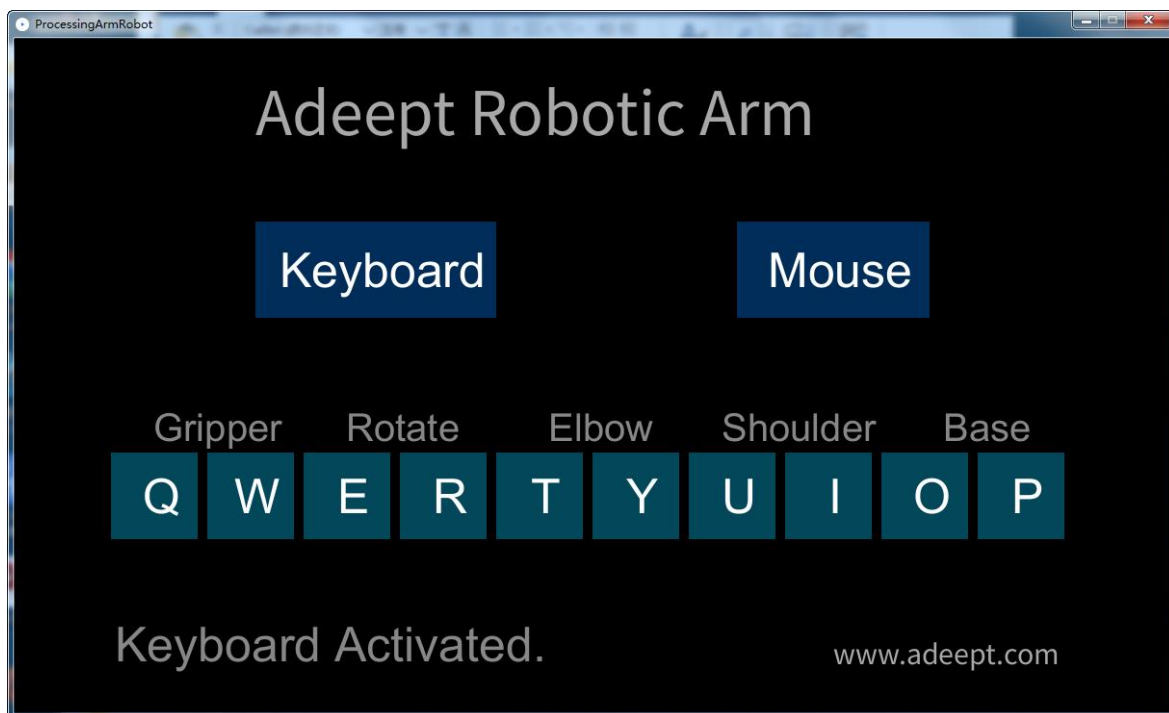 ProcessingArmRobot
Adeept Robotic Arm
Keyboard Mouse
Gripper Rotate Elbow Shoulder Base
Q W E R T Y U I O P
Keyboard Activated.
www.adeept.com